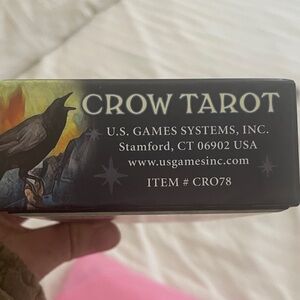 CROW TAROT
U.S. GAMES SYSTEMS, INC.
Stamford, CT 06902 USA
www.usgamesinc.com
ITEM # CRO78